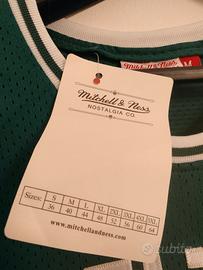 Mitchell & Ness
NOSTALGIA CO.
Mitchell & Ness
M
Sizes: S M L XL 2XL 3XL 4XL 5XL
36 40 44 48 52 56 60 64
www.mitchellandness.com
subito